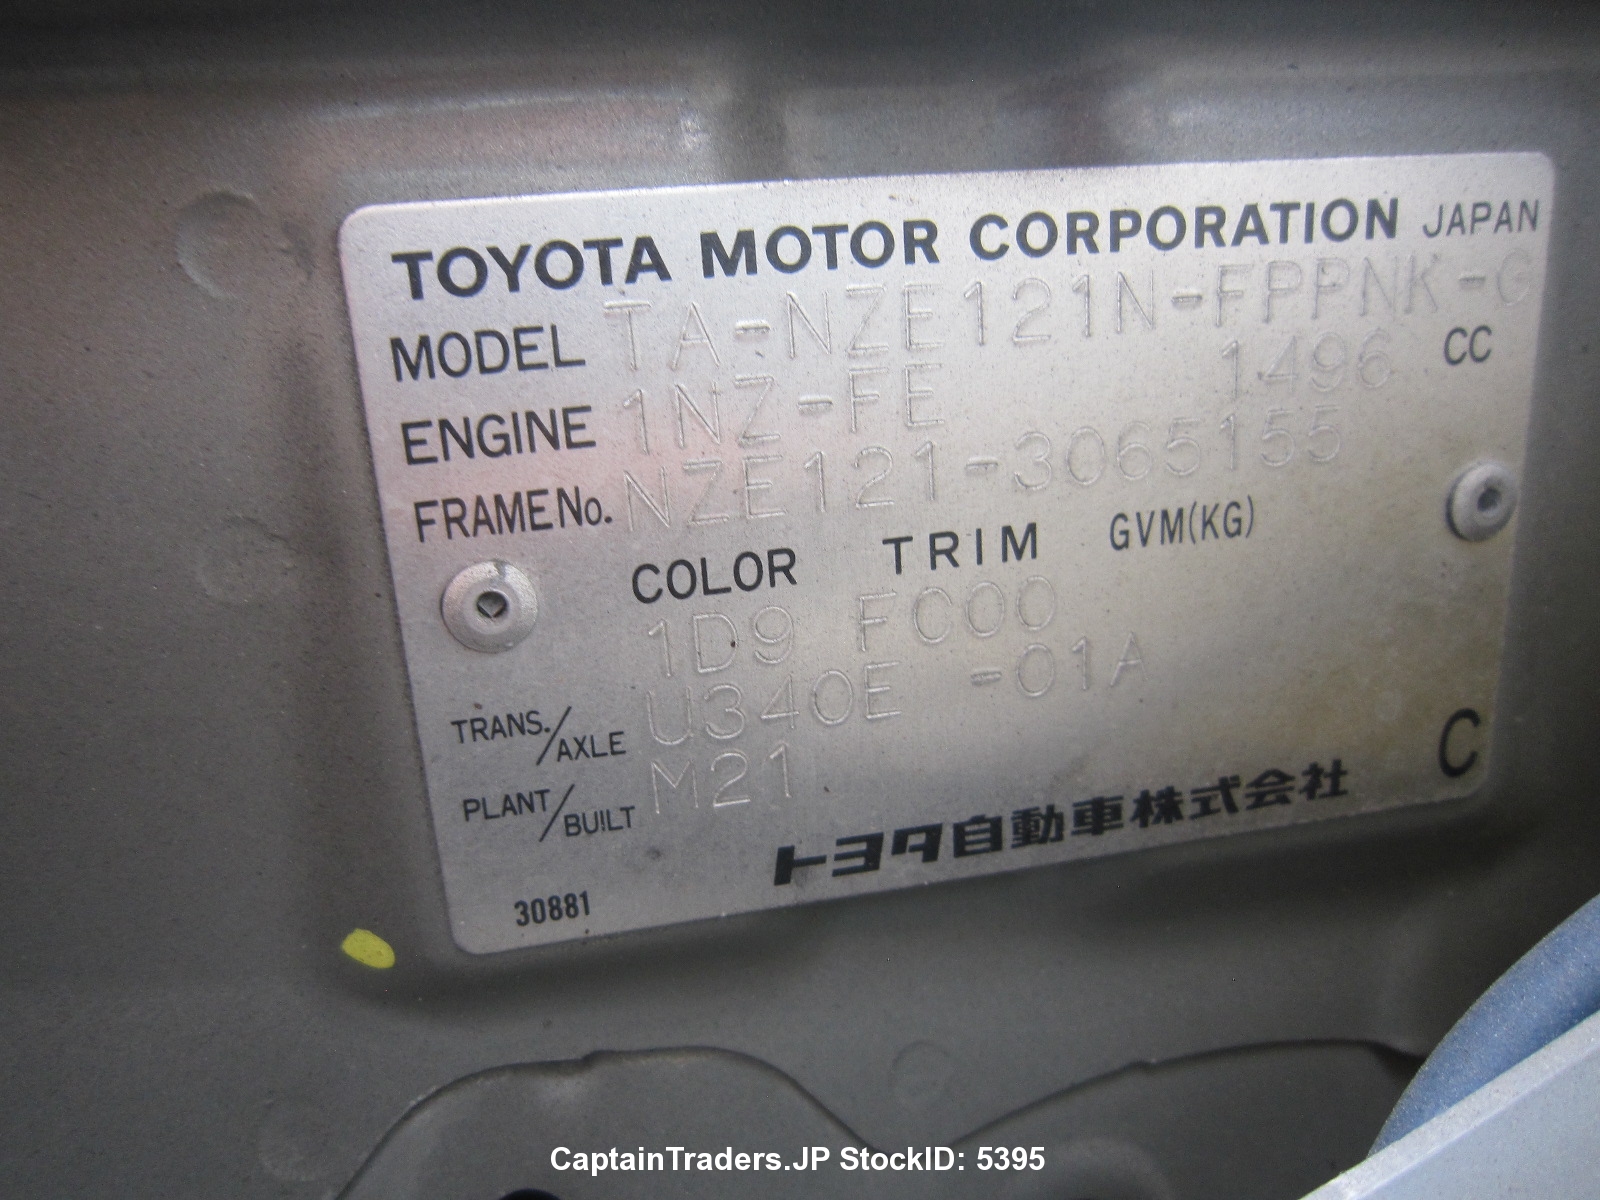 TOYOTA MOTOR CORPORATION JAPAN
MODEL TA-NZE121N-FPPNK-G
ENGINE 1NZ-FE 1496 CC
FRAME No. NZE121-3065155
COLOR TRIM GVM(KG)
1D9 FC00
TRANS./AXLE U340E -01A
PLANT/BUILT M21
C
トヨタ自動車株式会社
30881
CaptainTraders.JP StockID: 5395